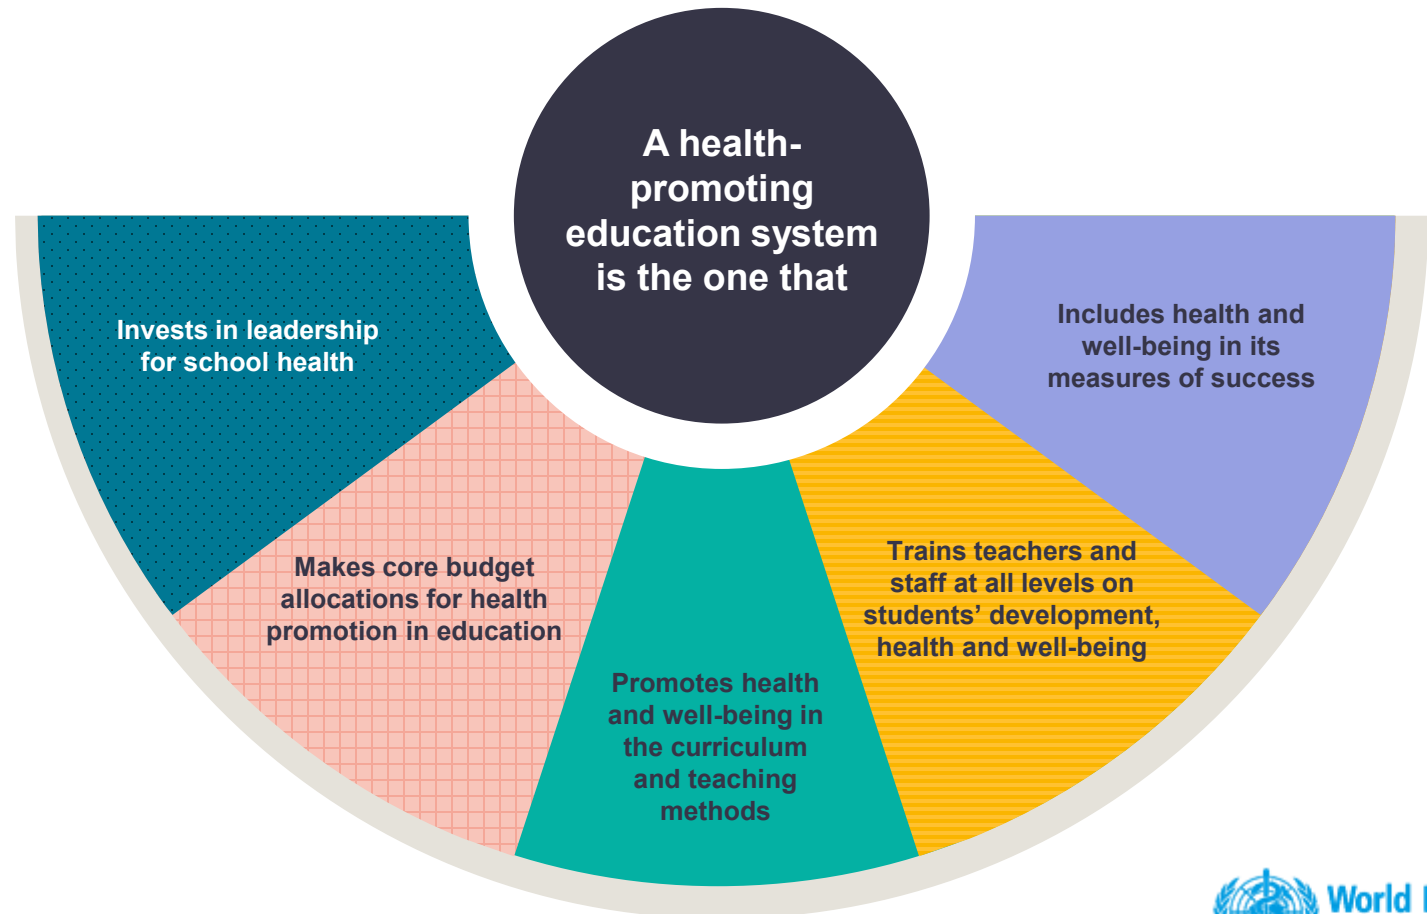 A health-
promoting
education system
is the one that
Invests in leadership
for school health
Makes core budget
allocations for health
promotion in education
Promotes health
and well-being in
the curriculum
and teaching
methods
Trains teachers and
staff at all levels on
students’ development,
health and well-being
Includes health and
well-being in its
measures of success
World